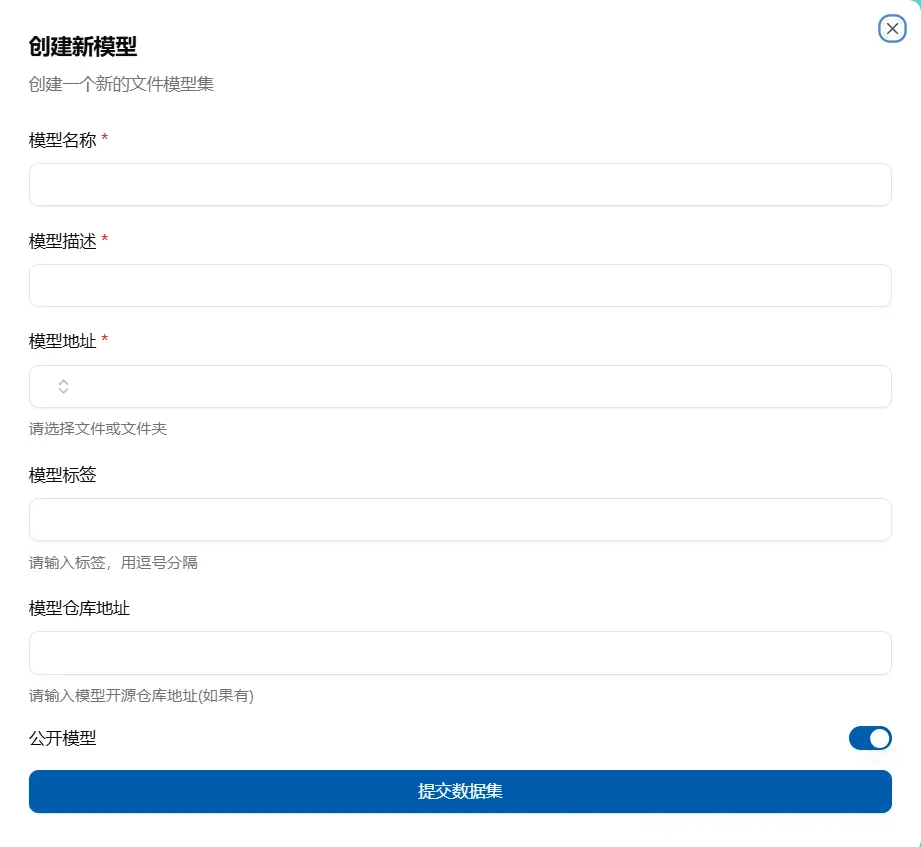 创建新模型
创建一个新的文件模型集
模型名称 *
模型描述 *
模型地址 *
请选择文件或文件夹
模型标签
请输入标签，用逗号分隔
模型仓库地址
请输入模型开源仓库地址(如果有)
公开模型
提交数据集